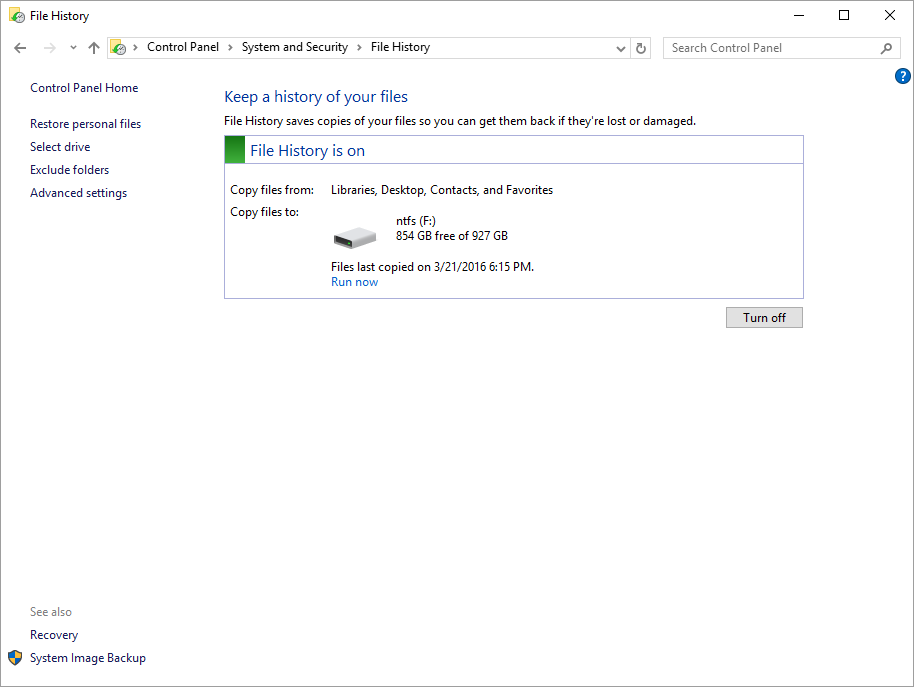 File History
Control Panel > System and Security > File History
Search Control Panel
?
Control Panel Home
Restore personal files
Select drive
Exclude folders
Advanced settings
Keep a history of your files
File History saves copies of your files so you can get them back if they're lost or damaged.
File History is on
Copy files from: Libraries, Desktop, Contacts, and Favorites
Copy files to:
ntfs (F:)
854 GB free of 927 GB
Files last copied on 3/21/2016 6:15 PM.
Run now
Turn off
See also
Recovery
System Image Backup